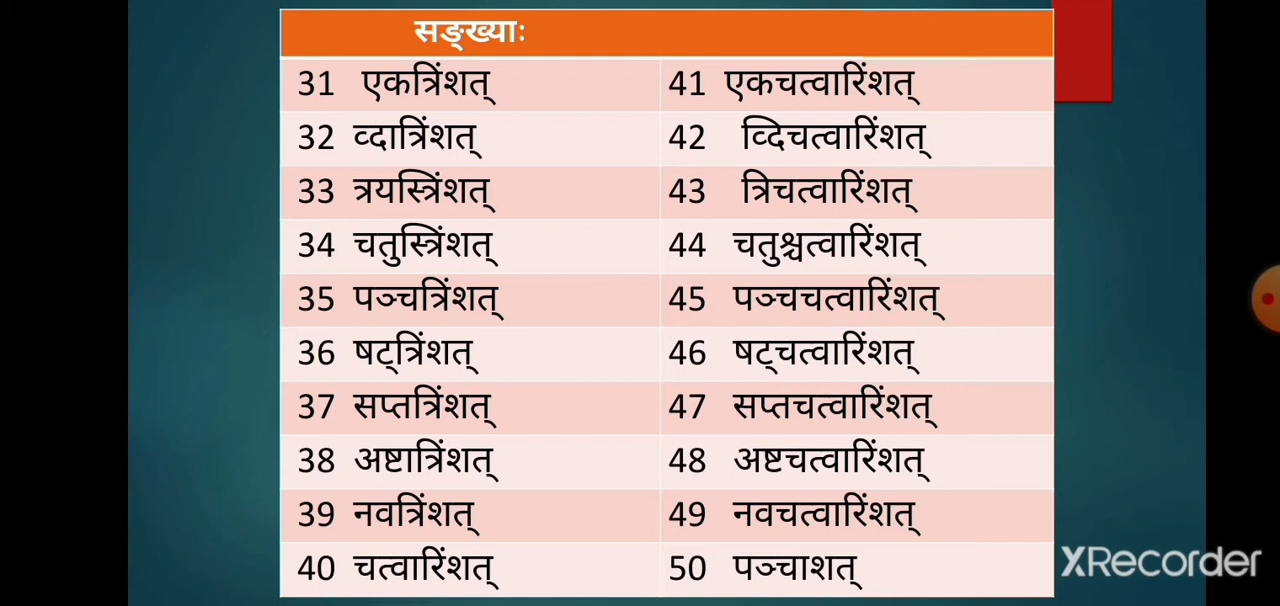 सङ्ख्याः
31 एकत्रिंशत् 41 एकचत्वारिंशत्
32 व्दात्रिंशत् 42 व्दिचत्वारिंशत्
33 त्रयस्त्रिंशत् 43 त्रिचत्वारिंशत्
34 चतुस्त्रिंशत् 44 चतुश्चत्वारिंशत्
35 पञ्चत्रिंशत् 45 पञ्चचत्वारिंशत्
36 षट्त्रिंशत् 46 षट्चत्वारिंशत्
37 सप्तत्रिंशत् 47 सप्तचत्वारिंशत्
38 अष्टात्रिंशत् 48 अष्टचत्वारिंशत्
39 नवत्रिंशत् 49 नवचत्वारिंशत्
40 चत्वारिंशत् 50 पञ्चाशत्
XRecorder